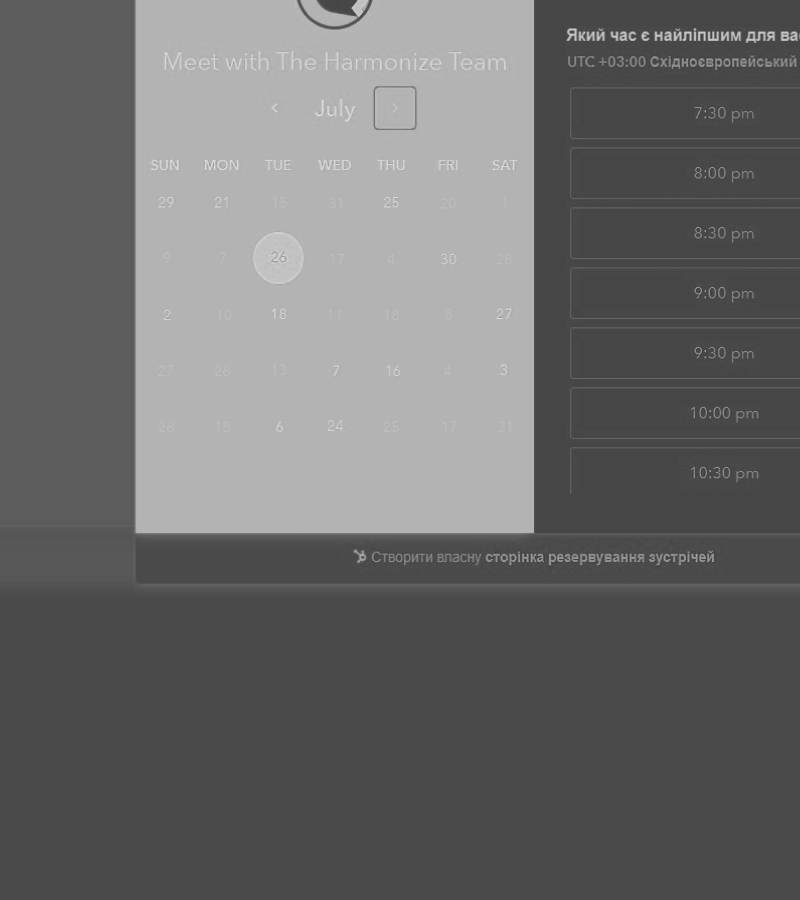 Meet with The Harmonize Team
July
SUN MON TUE WED THU FRI SAT
29 21 15 31 25 20 1
9 7 26 17 4 30 28
2 10 18 11 18 8 27
27 28 13 7 16 4 3
28 18 6 24 25 17 31
Який час є найліпшим для ва
UTC +03:00 Східноєвропейський
7:30 pm
8:00 pm
8:30 pm
9:00 pm
9:30 pm
10:00 pm
10:30 pm
Створити власну сторінка резервування зустрічей